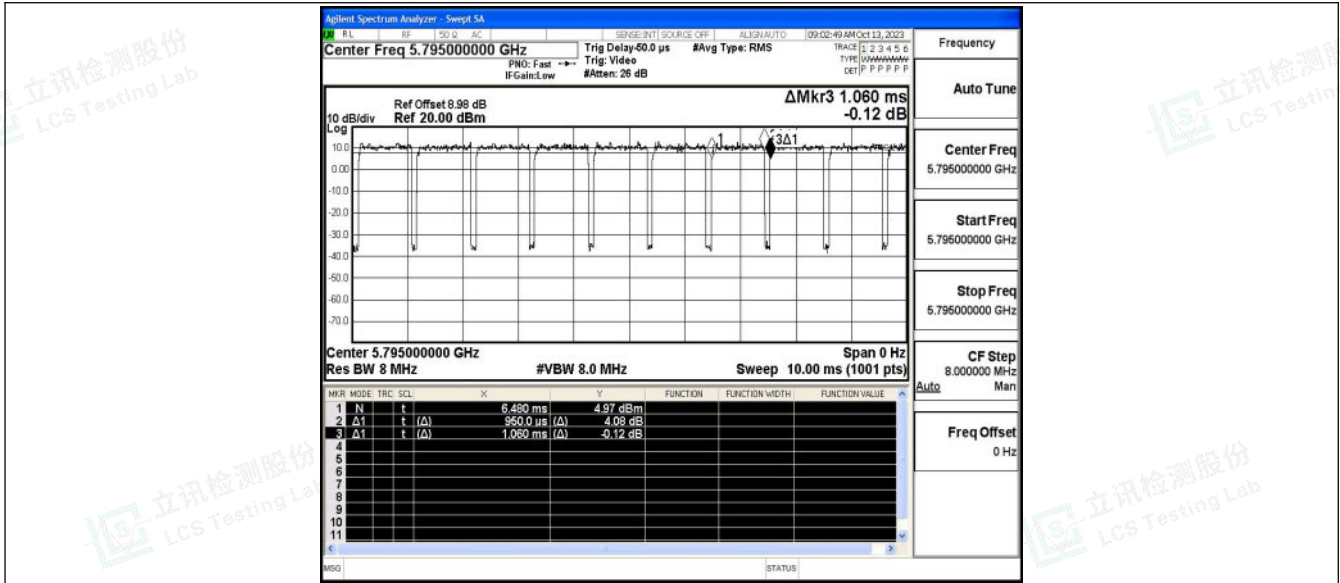 Agilent Spectrum Analyzer - Swept SA
RL RF 50 Ω AC SENSE:INT SOURCE OFF ALIGNAUTO 09:02:49 AM Oct 13, 2023
Center Freq 5.795000000 GHz
PNO: Fast
IFGain:Low
Trig Delay-50.0 µs
Trig: Video
#Atten: 26 dB
#Avg Type: RMS
TRACE 1 2 3 4 5 6
TYPE WWWWWW
DET P P P P P P
Frequency
Auto Tune
Center Freq
5.795000000 GHz
Start Freq
5.795000000 GHz
Stop Freq
5.795000000 GHz
CF Step
8.000000 MHz
Auto Man
Freq Offset
0 Hz
ΔMkr3 1.060 ms
-0.12 dB
Ref Offset 8.98 dB
10 dB/div Ref 20.00 dBm
Log
10.0
0.00
-10.0
-20.0
-30.0
-40.0
-50.0
-60.0
-70.0
1
3Δ1
Center 5.795000000 GHz Span 0 Hz
Res BW 8 MHz #VBW 8.0 MHz Sweep 10.00 ms (1001 pts)
MKR MODE TRC SCL X Y FUNCTION FUNCTION WIDTH FUNCTION VALUE
1 N t 6.480 ms 4.97 dBm
2 Δ1 t (Δ) 950.0 µs (Δ) 4.08 dB
3 Δ1 t (Δ) 1.060 ms (Δ) -0.12 dB
4
5
6
7
8
9
10
11
MSG STATUS
立讯检测股份
LCS Testing Lab
立讯检测股
LCS Testin
立讯检测股份
LCS Testing Lab
立讯检测股份
LCS Testing Lab